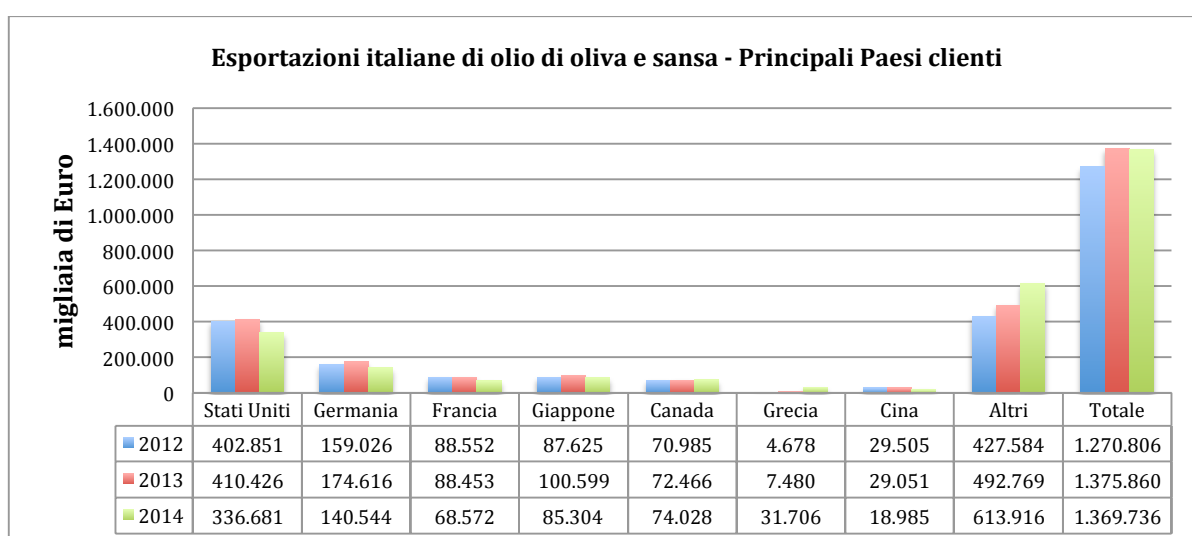 Esportazioni italiane di olio di oliva e sansa - Principali Paesi clienti
migliaia di Euro
1.600.000
1.400.000
1.200.000
1.000.000
800.000
600.000
400.000
200.000
0
Stati Uniti Germania Francia Giappone Canada Grecia Cina Altri Totale
2012 402.851 159.026 88.552 87.625 70.985 4.678 29.505 427.584 1.270.806
2013 410.426 174.616 88.453 100.599 72.466 7.480 29.051 492.769 1.375.860
2014 336.681 140.544 68.572 85.304 74.028 31.706 18.985 613.916 1.369.736